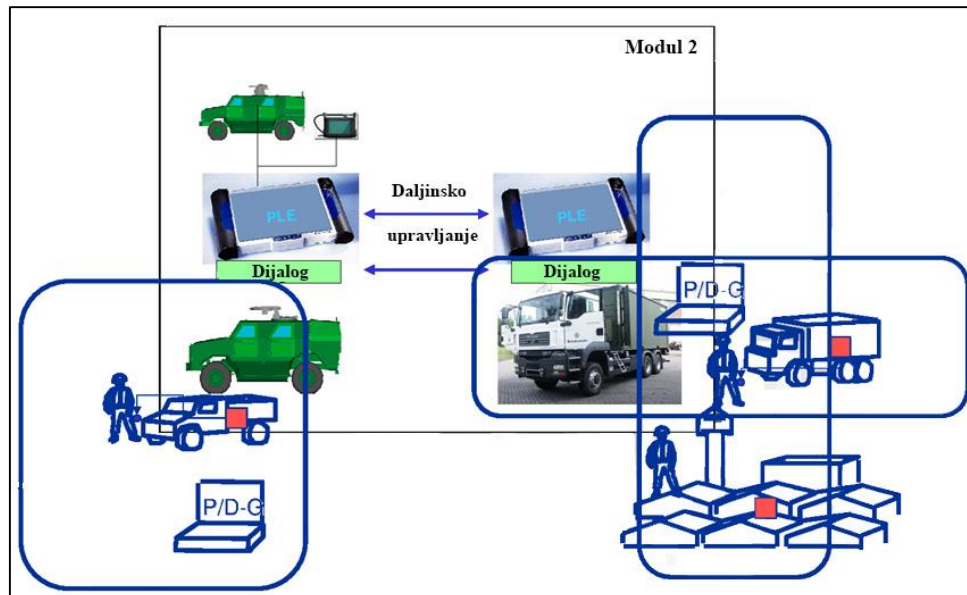 Modul 2
PLE
Daljinsko
upravljanje
PLE
Dijalog
Dijalog
P/D-G
P/D-G